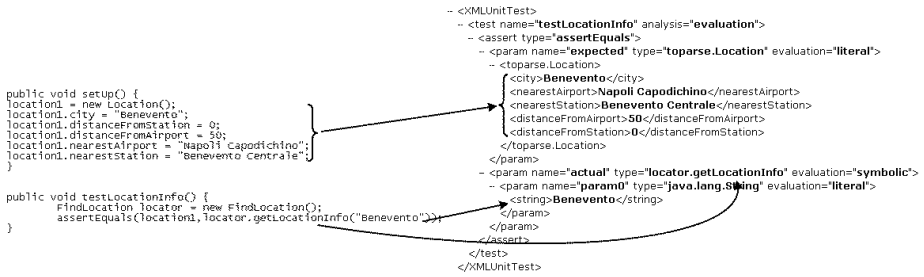 public void setUp() {
location1 = new Location();
location1.city = "Benevento";
location1.distanceFromStation = 0;
location1.distanceFromAirport = 50;
location1.nearestAirport = "Napoli Capodichino";
location1.nearestStation = "Benevento Centrale";
}
public void testLocationInfo() {
FindLocation locator = new FindLocation();
assertEquals(location1,locator.getLocationInfo("Benevento"));
}
- <XMLUnitTest>
- <test name="testLocationInfo" analysis="evaluation">
- <assert type="assertEquals">
- <param name="expected" type="toparse.Location" evaluation="literal">
- <toparse.Location>
<city>Benevento</city>
<nearestAirport>Napoli Capodichino</nearestAirport>
<nearestStation>Benevento Centrale</nearestStation>
<distanceFromAirport>50</distanceFromAirport>
<distanceFromStation>0</distanceFromStation>
</toparse.Location>
</param>
- <param name="actual" type="locator.getLocationInfo" evaluation="symbolic">
- <param name="param0" type="java.lang.String" evaluation="literal">
<string>Benevento</string>
</param>
</param>
</assert>
</test>
</XMLUnitTest>